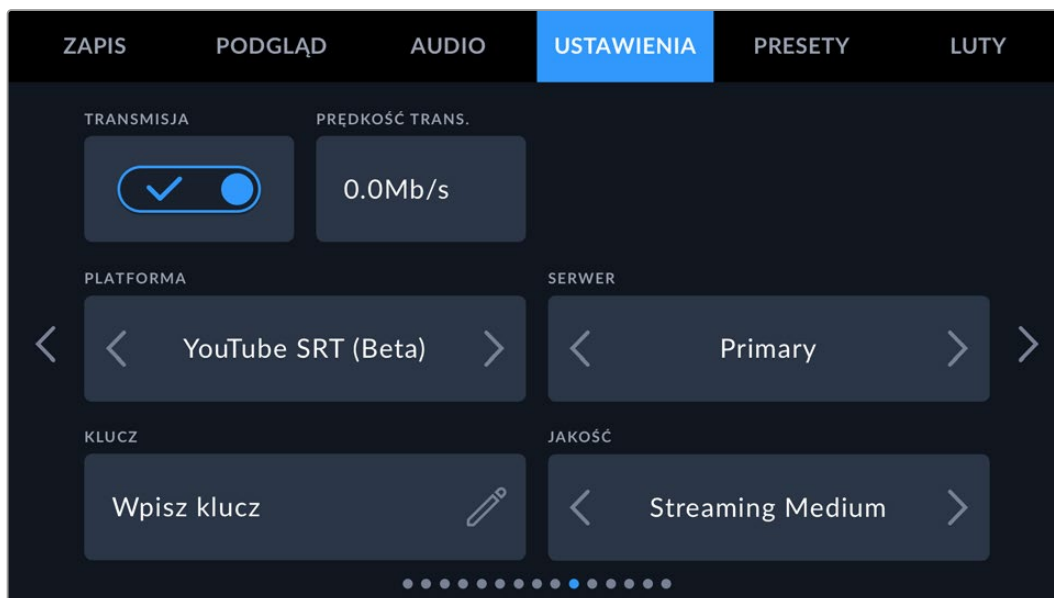 ZAPIS PODGLĄD AUDIO USTAWIENIA PRESETY LUTY
TRANSMISJA PRĘDKOŚĆ TRANS.
0.0Mb/s
PLATFORMA SERWER
YouTube SRT (Beta) Primary
KLUCZ JAKOŚĆ
Wpisz klucz Streaming Medium